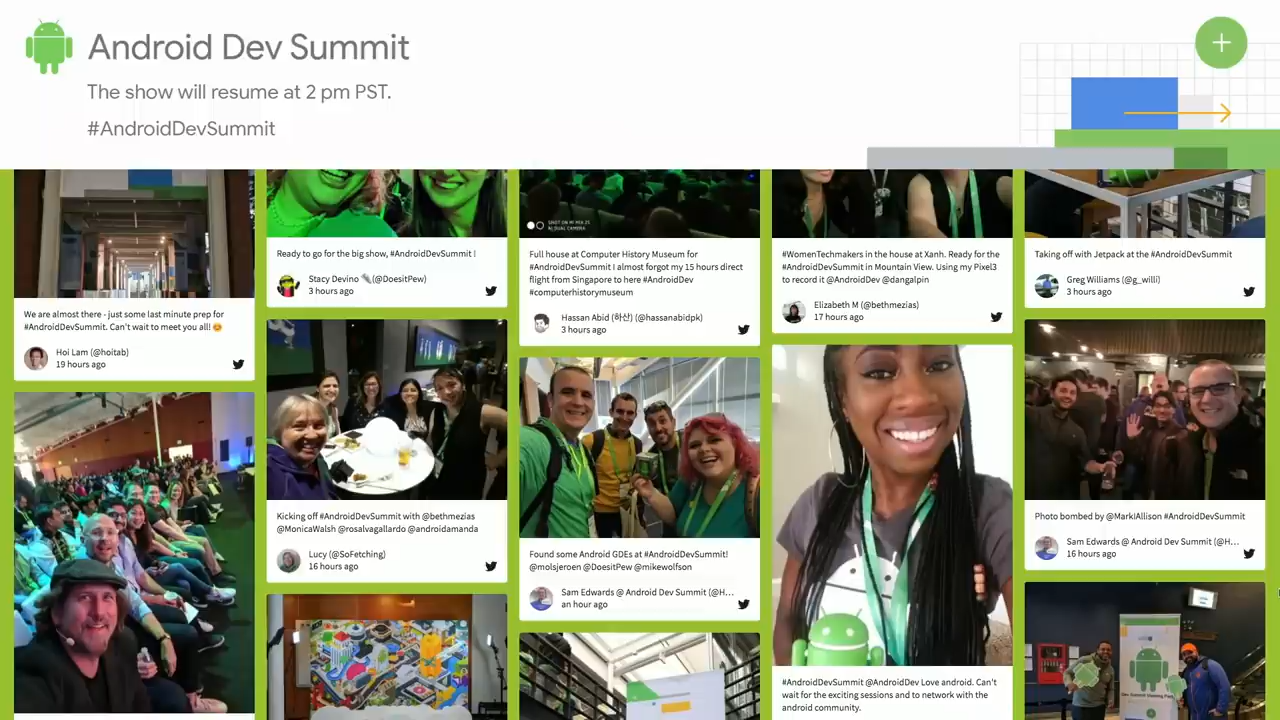 Android Dev Summit
The show will resume at 2 pm PST.
#AndroidDevSummit
We are almost there - just some last minute prep for
#AndroidDevSummit. Can't wait to meet you all! 😊
Hoi Lam (@hoitab)
19 hours ago
Ready to go for the big show, #AndroidDevSummit !
Stacy Devino (@DoesitPew)
3 hours ago
Kicking off #AndroidDevSummit with @bethmezias
@MonicaWalsh @rosalvagallardo @androidamanda
Lucy (@SoFetching)
16 hours ago
SHOT ON MI MIX 2S
AI DUAL CAMERA
Full house at Computer History Museum for
#AndroidDevSummit I almost forgot my 15 hours direct
flight from Singapore to here #AndroidDev
#computerhistorymuseum
Hassan Abid (하산) (@hassanabidpk)
3 hours ago
Found some Android GDEs at #AndroidDevSummit!
@molsjeroen @DoesitPew @mikewolfson
Sam Edwards @ Android Dev Summit (@H...
an hour ago
#WomenTechmakers in the house at Xanh. Ready for the
#AndroidDevSummit in Mountain View. Using my Pixel3
to record it @AndroidDev @dangalpin
Elizabeth M (@bethmezias)
17 hours ago
#AndroidDevSummit @AndroidDev Love android. Can't
wait for the exciting sessions and to network with the
android community.
Taking off with Jetpack at the #AndroidDevSummit
Greg Williams (@g_willi)
3 hours ago
Photo bombed by @MarkIAllison #AndroidDevSummit
Sam Edwards @ Android Dev Summit (@H...
16 hours ago